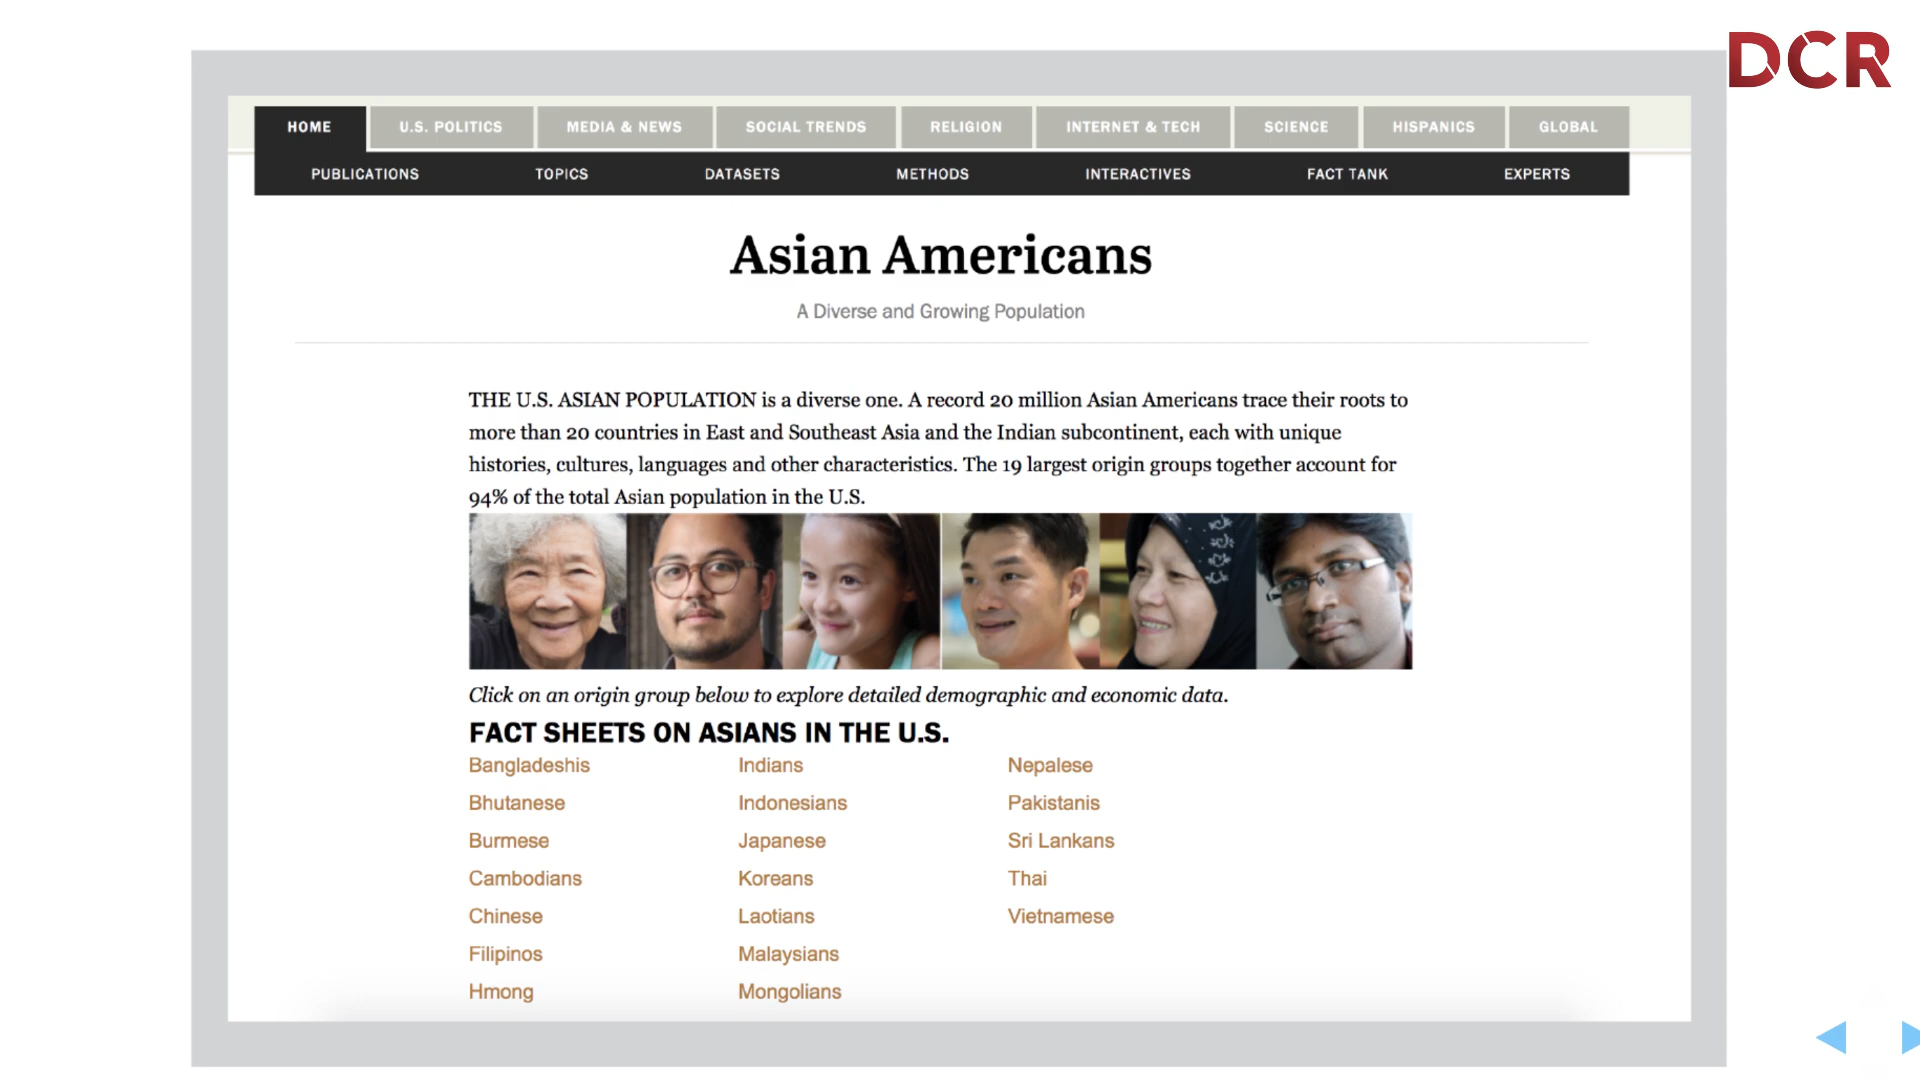 DCR
HOME
U.S. POLITICS
MEDIA & NEWS
SOCIAL TRENDS
RELIGION
INTERNET & TECH
SCIENCE
HISPANICS
GLOBAL
PUBLICATIONS
TOPICS
DATASETS
METHODS
INTERACTIVES
FACT TANK
EXPERTS
Asian Americans
A Diverse and Growing Population
THE U.S. ASIAN POPULATION is a diverse one. A record 20 million Asian Americans trace their roots to
more than 20 countries in East and Southeast Asia and the Indian subcontinent, each with unique
histories, cultures, languages and other characteristics. The 19 largest origin groups together account for
94% of the total Asian population in the U.S.
Click on an origin group below to explore detailed demographic and economic data.
FACT SHEETS ON ASIANS IN THE U.S.
Bangladeshis
Bhutanese
Burmese
Cambodians
Chinese
Filipinos
Hmong
Indians
Indonesians
Japanese
Koreans
Laotians
Malaysians
Mongolians
Nepalese
Pakistanis
Sri Lankans
Thai
Vietnamese